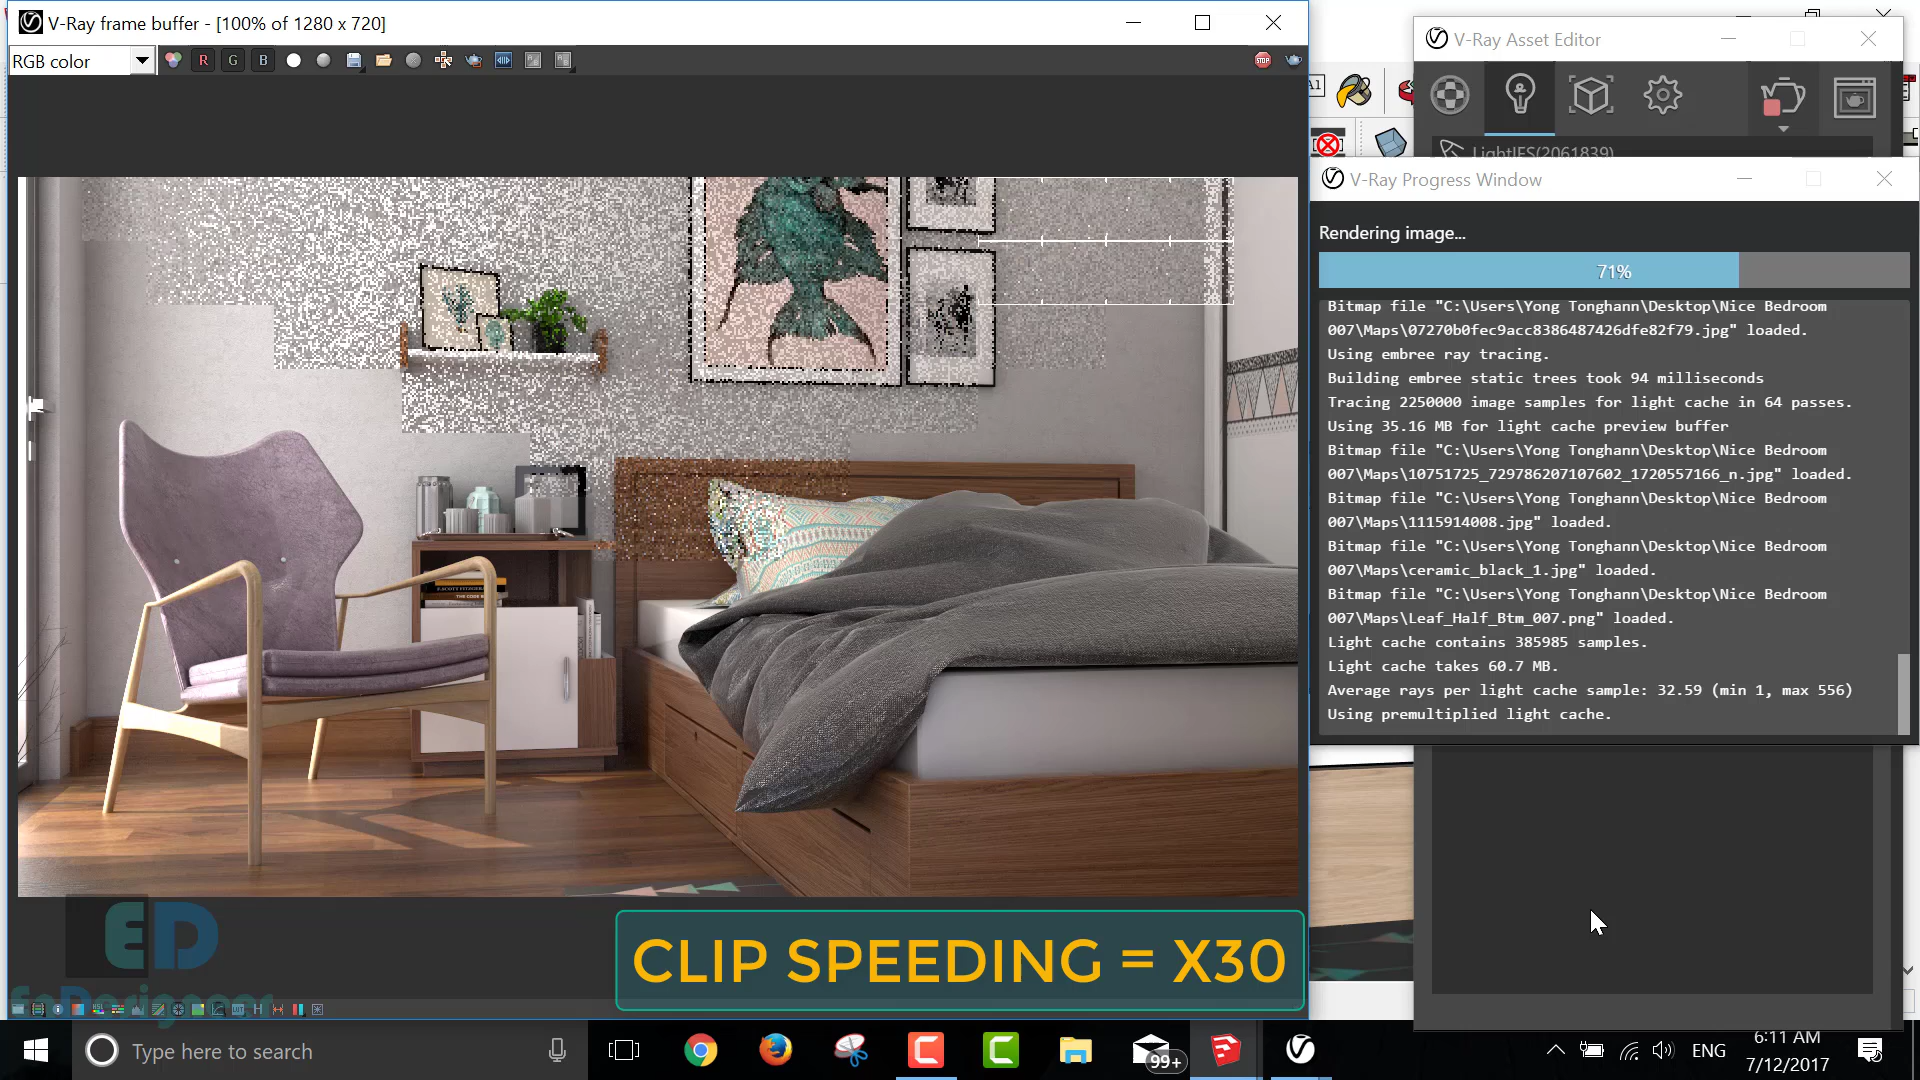 V-Ray frame buffer - [100% of 1280 x 720]
RGB color
R
G
B
STOP
V-Ray Asset Editor
LightIES(2061839)
V-Ray Progress Window
Rendering image...
71%
Bitmap file "C:\Users\Yong Tonghann\Desktop\Nice Bedroom
007\Maps\07270b0fec9acc8386487426dfe82f79.jpg" loaded.
Using embree ray tracing.
Building embree static trees took 94 milliseconds
Tracing 2250000 image samples for light cache in 64 passes.
Using 35.16 MB for light cache preview buffer
Bitmap file "C:\Users\Yong Tonghann\Desktop\Nice Bedroom
007\Maps\10751725_729786207107602_1720557166_n.jpg" loaded.
Bitmap file "C:\Users\Yong Tonghann\Desktop\Nice Bedroom
007\Maps\1115914008.jpg" loaded.
Bitmap file "C:\Users\Yong Tonghann\Desktop\Nice Bedroom
007\Maps\ceramic_black_1.jpg" loaded.
Bitmap file "C:\Users\Yong Tonghann\Desktop\Nice Bedroom
007\Maps\Leaf_Half_Btm_007.png" loaded.
Light cache contains 385985 samples.
Light cache takes 60.7 MB.
Average rays per light cache sample: 32.59 (min 1, max 556)
Using premultiplied light cache.
ED
CLIP SPEEDING = X30
Type here to search
99+
ENG
6:11 AM
7/12/2017